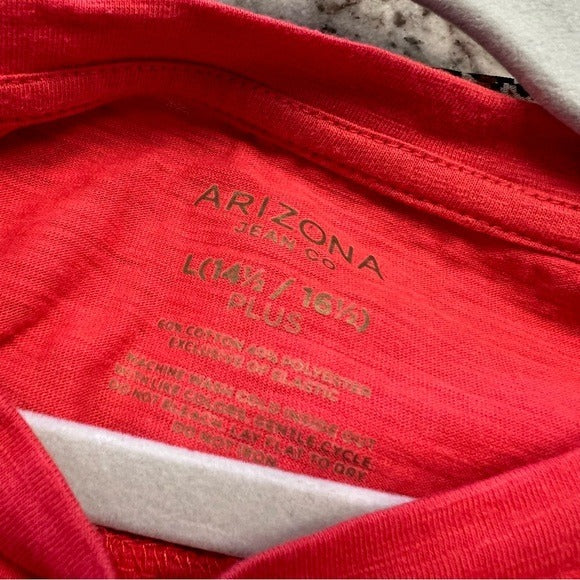 ARIZONA
JEAN CO
L(14½ / 16½)
PLUS
60% COTTON 40% POLYESTER
EXCLUSIVE OF ELASTIC
MACHINE WASH COLD INSIDE OUT
WITH LIKE COLORS, GENTLE CYCLE
DO NOT BLEACH, LAY FLAT TO DRY
DO NOT IRON